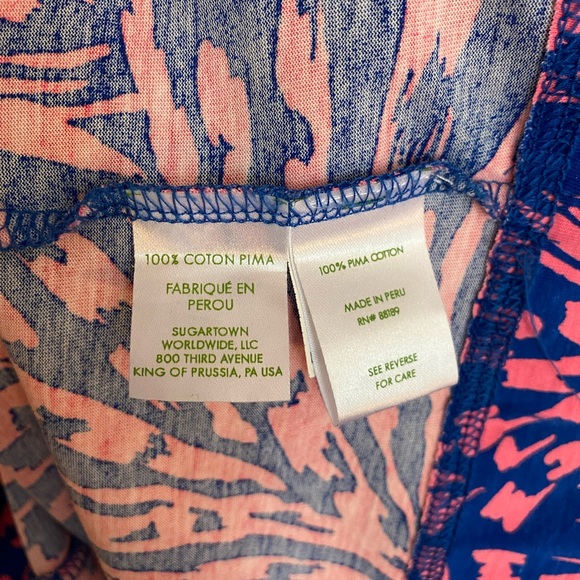 100% COTON PIMA
FABRIQUÉ EN
PEROU
SUGARTOWN
WORLDWIDE, LLC
800 THIRD AVENUE
KING OF PRUSSIA, PA USA
100% PIMA COTTON
MADE IN PERU
RN# 88189
SEE REVERSE
FOR CARE